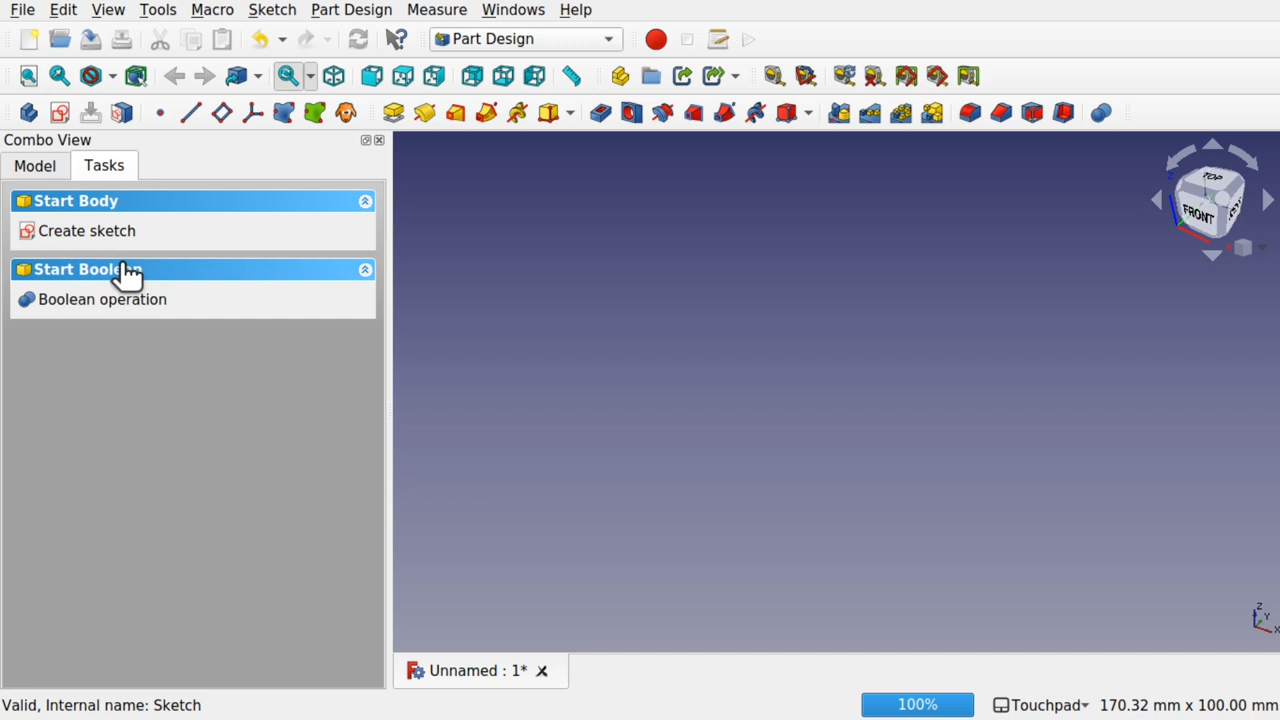 File Edit View Tools Macro Sketch Part Design Measure Windows Help
Part Design
Combo View
Model Tasks
Start Body
Create sketch
Start
Boolean operation
TOP
FRONT
Z
Z
Y
X
Unnamed : 1*
Valid, Internal name: Sketch 100% Touchpad 170.32 mm x 100.00 mm